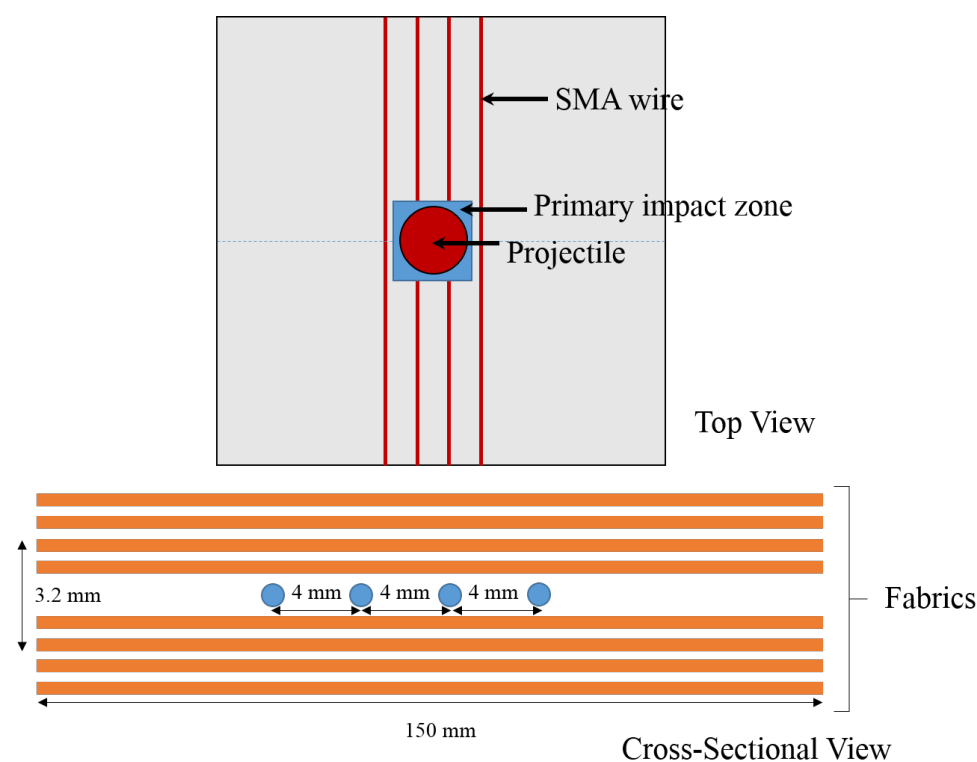 SMA wire
Primary impact zone
Projectile
Top View
4 mm 4 mm 4 mm
3.2 mm
Fabrics
150 mm
Cross-Sectional View